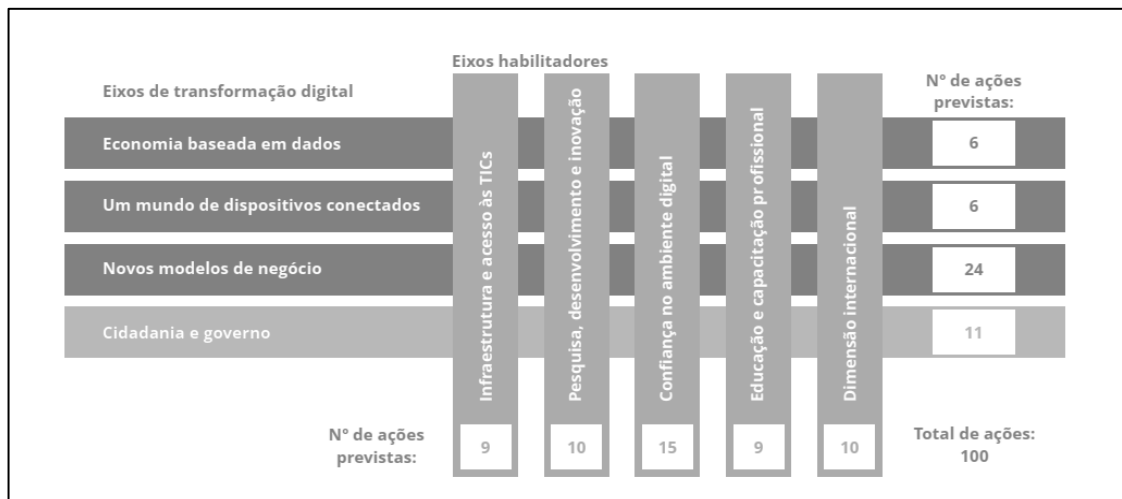 Eixos habilitadores
Eixos de transformação digital
Nº de ações
previstas:
Economia baseada em dados
6
Um mundo de dispositivos conectados
6
Novos modelos de negócio
24
Cidadania e governo
11
Infraestrutura e acesso às TICs
Pesquisa, desenvolvimento e inovação
Confiança no ambiente digital
Educação e capacitação profissional
Dimensão internacional
Nº de ações
previstas:
9
10
15
9
10
Total de ações:
100